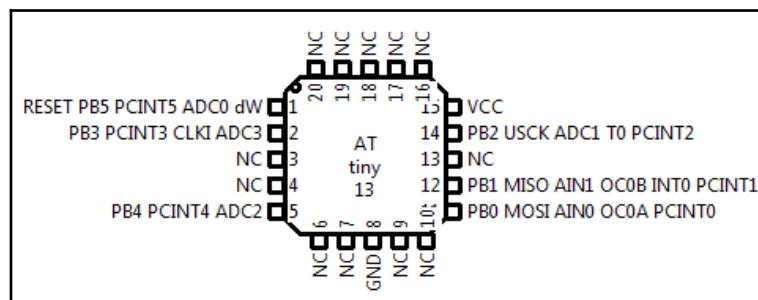 NC NC NC NC NC
20 19 18 17 16
RESET PB5 PCINT5 ADC0 dW 1 15 VCC
PB3 PCINT3 CLKI ADC3 2 AT 14 PB2 USCK ADC1 T0 PCINT2
NC 3 tiny 13 NC
NC 4 13 12 PB1 MISO AIN1 OC0B INT0 PCINT1
PB4 PCINT4 ADC2 5 PB0 MOSI AIN0 OC0A PCINT0
6 7 8 9 10
NC NC GND NC NC